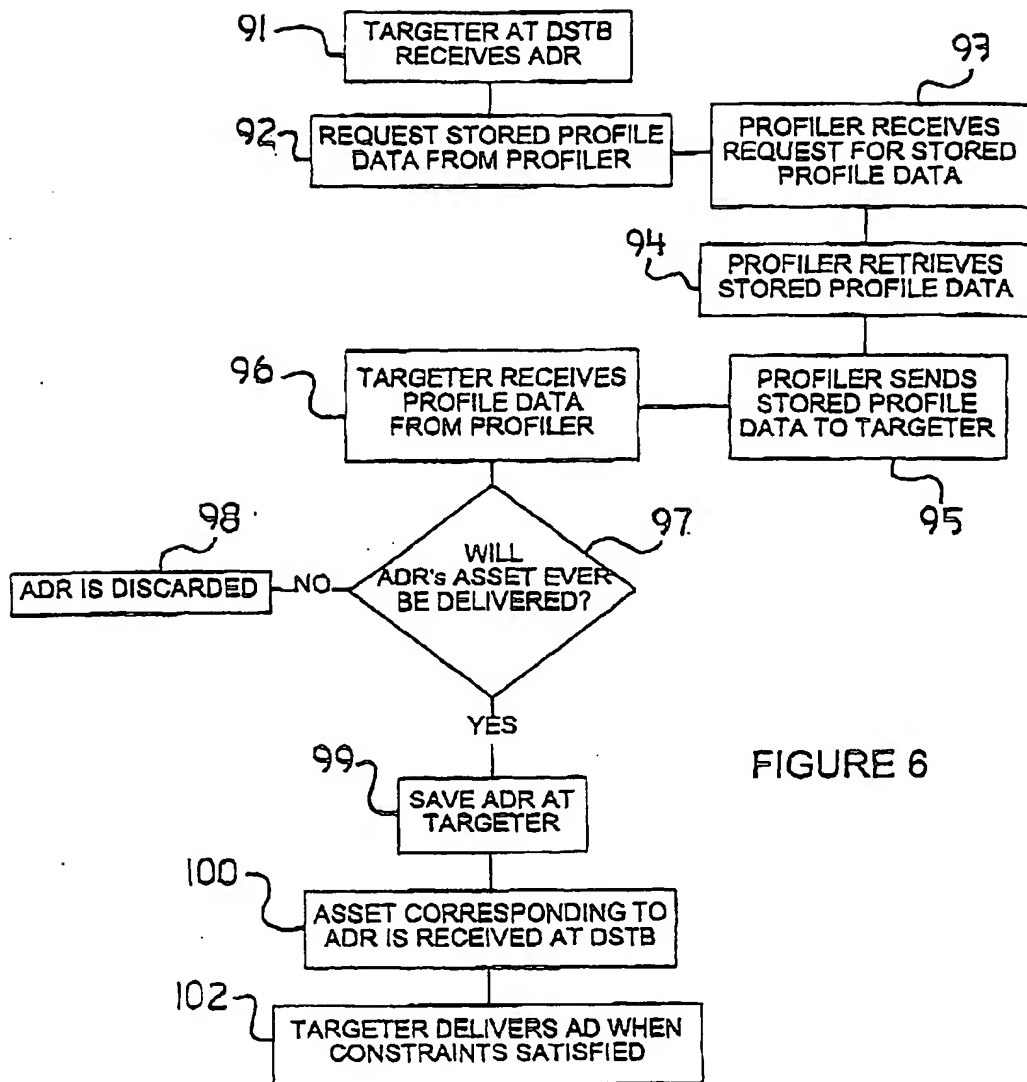 91
TARGETER AT DSTB
RECEIVES ADR
92
REQUEST STORED PROFILE
DATA FROM PROFILER
93
PROFILER RECEIVES
REQUEST FOR STORED
PROFILE DATA
94
PROFILER RETRIEVES
STORED PROFILE DATA
95
PROFILER SENDS
STORED PROFILE
DATA TO TARGETER
96
TARGETER RECEIVES
PROFILE DATA
FROM PROFILER
97
WILL
ADR's ASSET EVER
BE DELIVERED?
NO
98
ADR IS DISCARDED
YES
99
SAVE ADR AT
TARGETER
100
ASSET CORRESPONDING TO
ADR IS RECEIVED AT DSTB
102
TARGETER DELIVERS AD WHEN
CONSTRAINTS SATISFIED
FIGURE 6